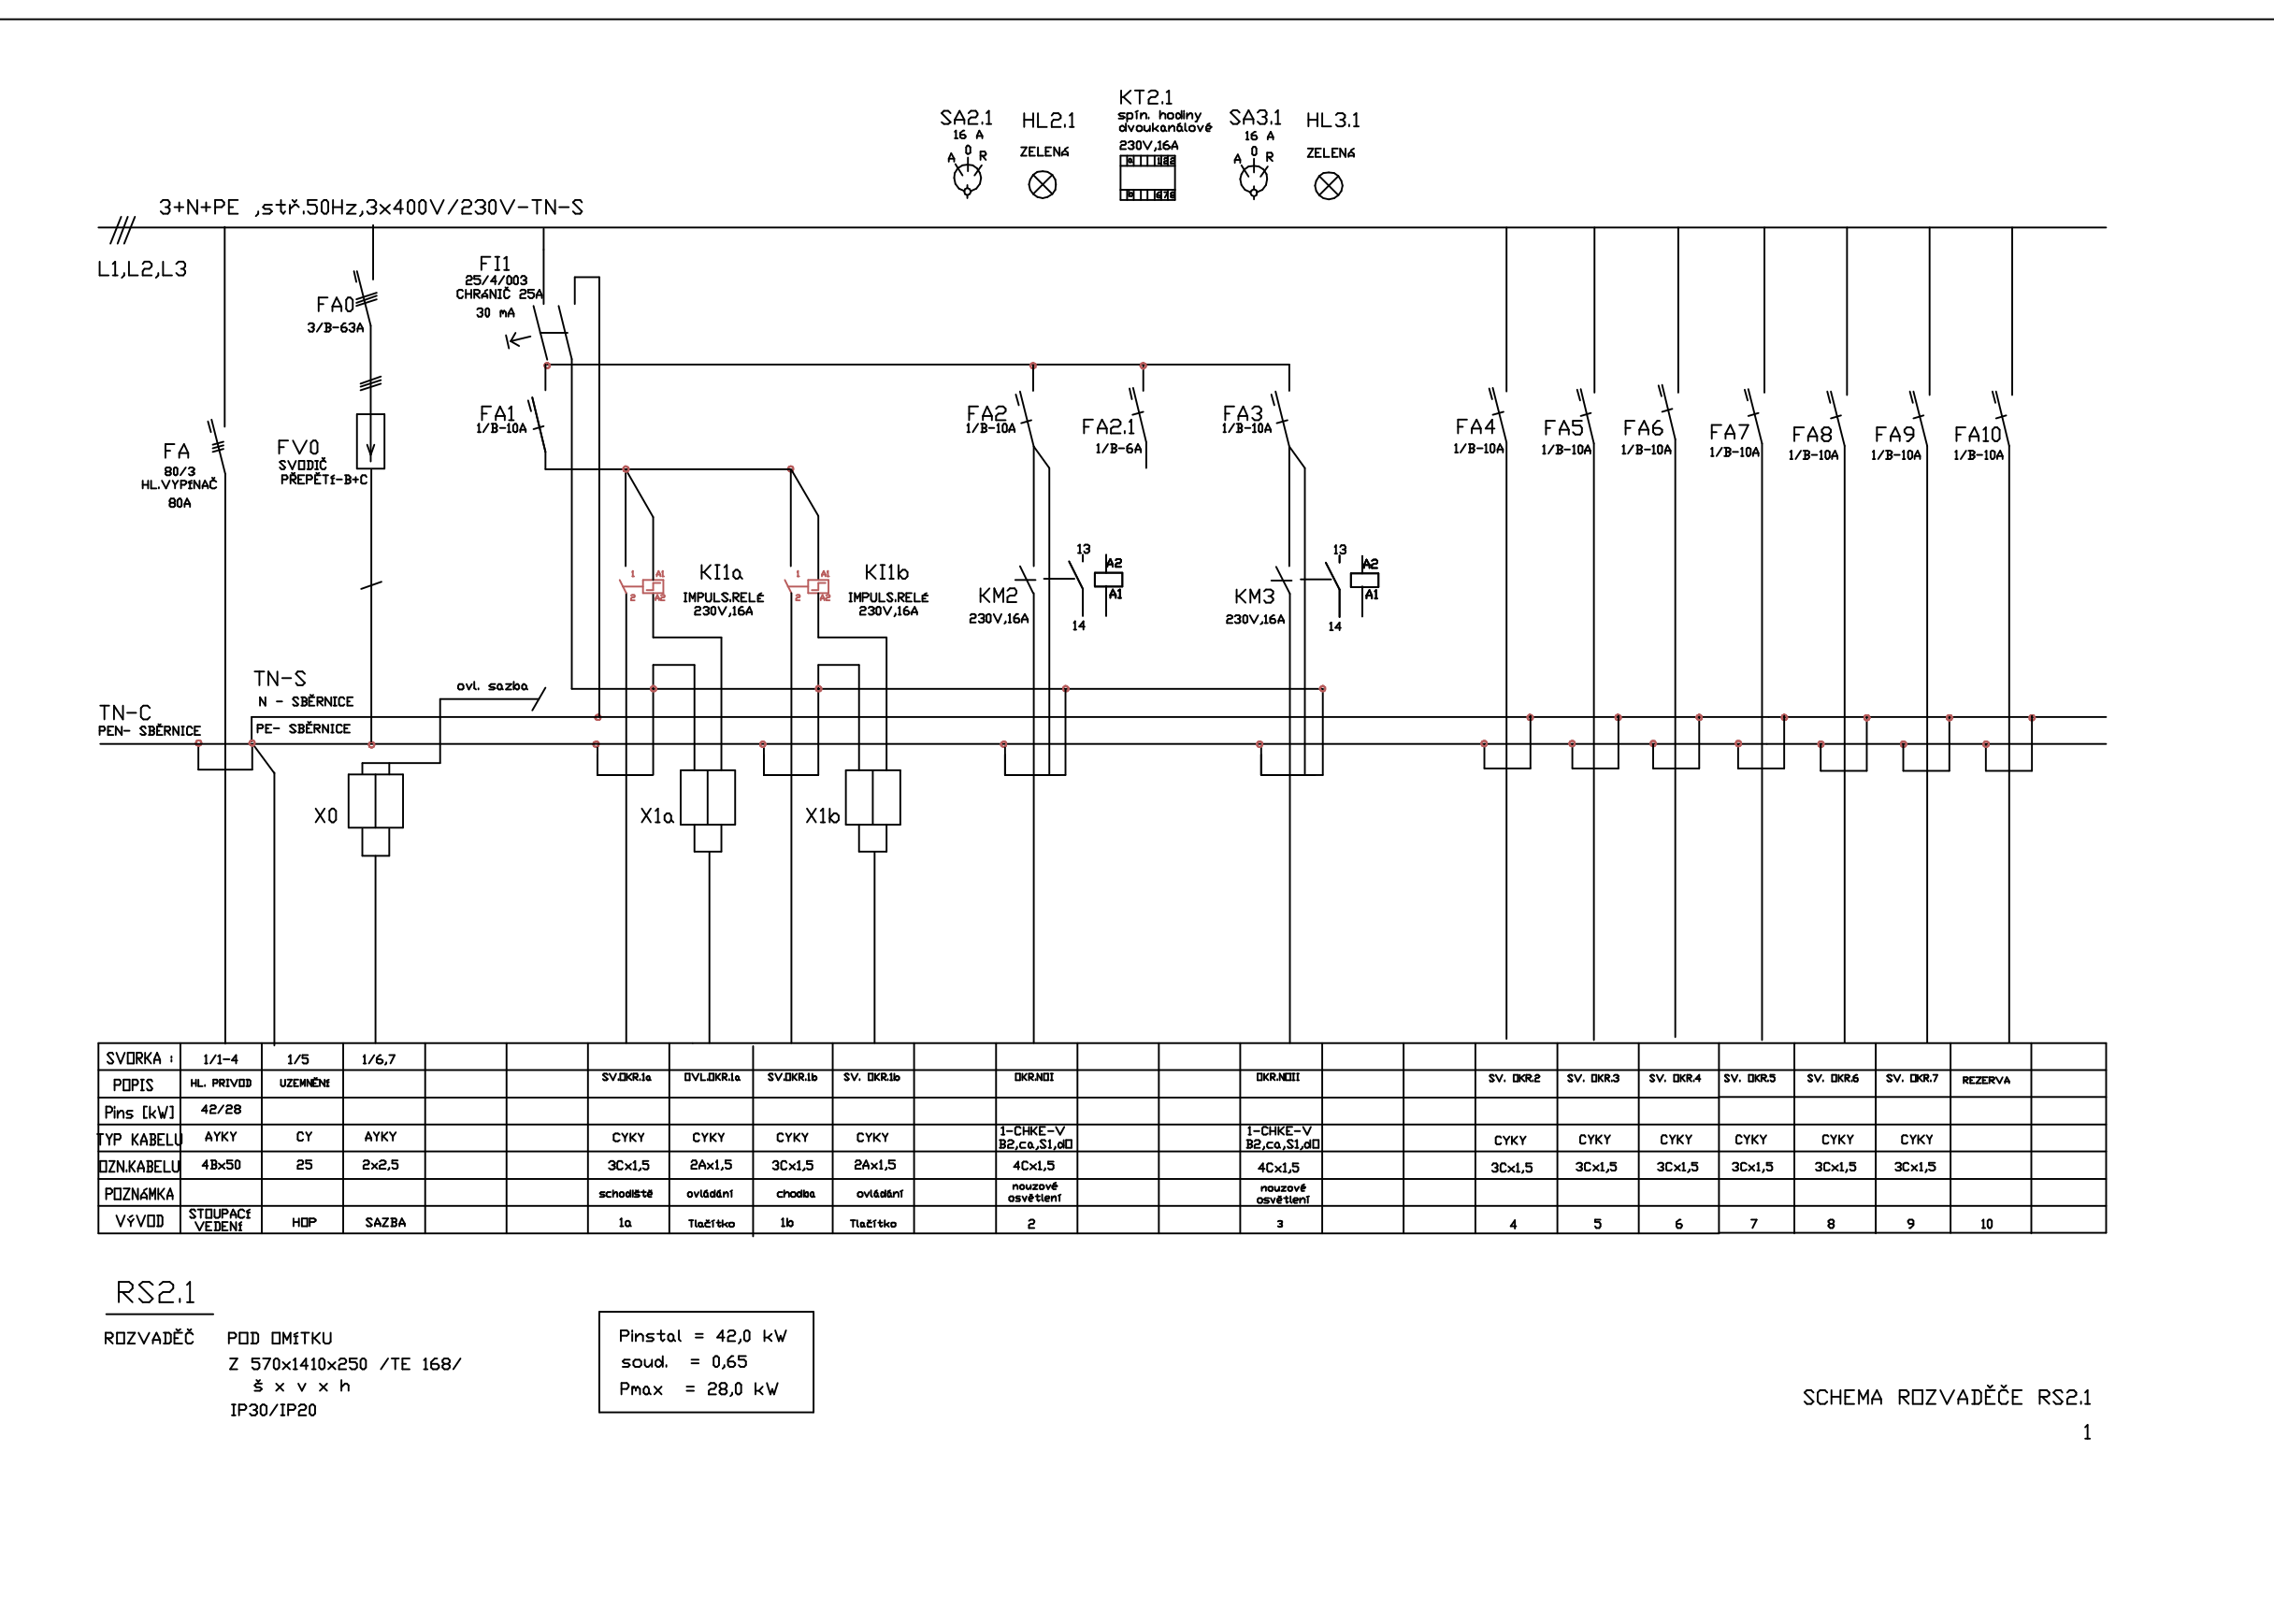 SA2.1
16 A
0
A R
HL2.1
ZELENÁ
KT2.1
spín. hodiny
dvoukanálové
230V,16A
SA3.1
16 A
0
A R
HL3.1
ZELENÁ
3+N+PE ,stř.50Hz,3x400V/230V-TN-S
L1,L2,L3
FA0
3/B-63A
FI1
25/4/003
CHRÁNIČ 25A
30 mA
FA
80/3
HL.VYPÍNAČ
80A
FV0
SVODIČ
PŘEPĚTÍ-B+C
FA1
1/B-10A
FA2
1/B-10A
FA2.1
1/B-6A
FA3
1/B-10A
FA4
1/B-10A
FA5
1/B-10A
FA6
1/B-10A
FA7
1/B-10A
FA8
1/B-10A
FA9
1/B-10A
FA10
1/B-10A
1 A1
2 A2
KI1a
IMPULS.RELÉ
230V,16A
1 A1
2 A2
KI1b
IMPULS.RELÉ
230V,16A
KM2
230V,16A
13
14
A2
A1
KM3
230V,16A
13
14
A2
A1
TN-S
N - SBĚRNICE
ovl. sazba
TN-C
PEN- SBĚRNICE
PE- SBĚRNICE
X0
X1a
X1b
SVORKA : 1/1-4 1/5 1/6,7
POPIS HL. PRIVOD UZEMNĚNÍ SV.OKR.1a OVL.OKR.1a SV.OKR.1b SV. OKR.1b OKR.NOI OKR.NOII SV. OKR.2 SV. OKR.3 SV. OKR.4 SV. OKR.5 SV. OKR.6 SV. OKR.7 REZERVA
Pins [kW] 42/28
TYP KABELU AYKY CY AYKY CYKY CYKY CYKY CYKY 1-CHKE-V B2,ca,S1,d0 1-CHKE-V B2,ca,S1,d0 CYKY CYKY CYKY CYKY CYKY CYKY
OZN.KABELU 4Bx50 25 2x2,5 3Cx1,5 2Ax1,5 3Cx1,5 2Ax1,5 4Cx1,5 4Cx1,5 3Cx1,5 3Cx1,5 3Cx1,5 3Cx1,5 3Cx1,5 3Cx1,5
POZNÁMKA schodiště ovládání chodba ovládání nouzové osvětlení nouzové osvětlení
VÝVOD STOUPACÍ VEDENÍ HOP SAZBA 1a Tlačítko 1b Tlačítko 2 3 4 5 6 7 8 9 10
RS2.1
ROZVADĚČ POD OMÍTKU
Z 570x1410x250 /TE 168/
š x v x h
IP30/IP20
Pinstal = 42,0 kW
soud. = 0,65
Pmax = 28,0 kW
SCHEMA ROZVADĚČE RS2.1
1